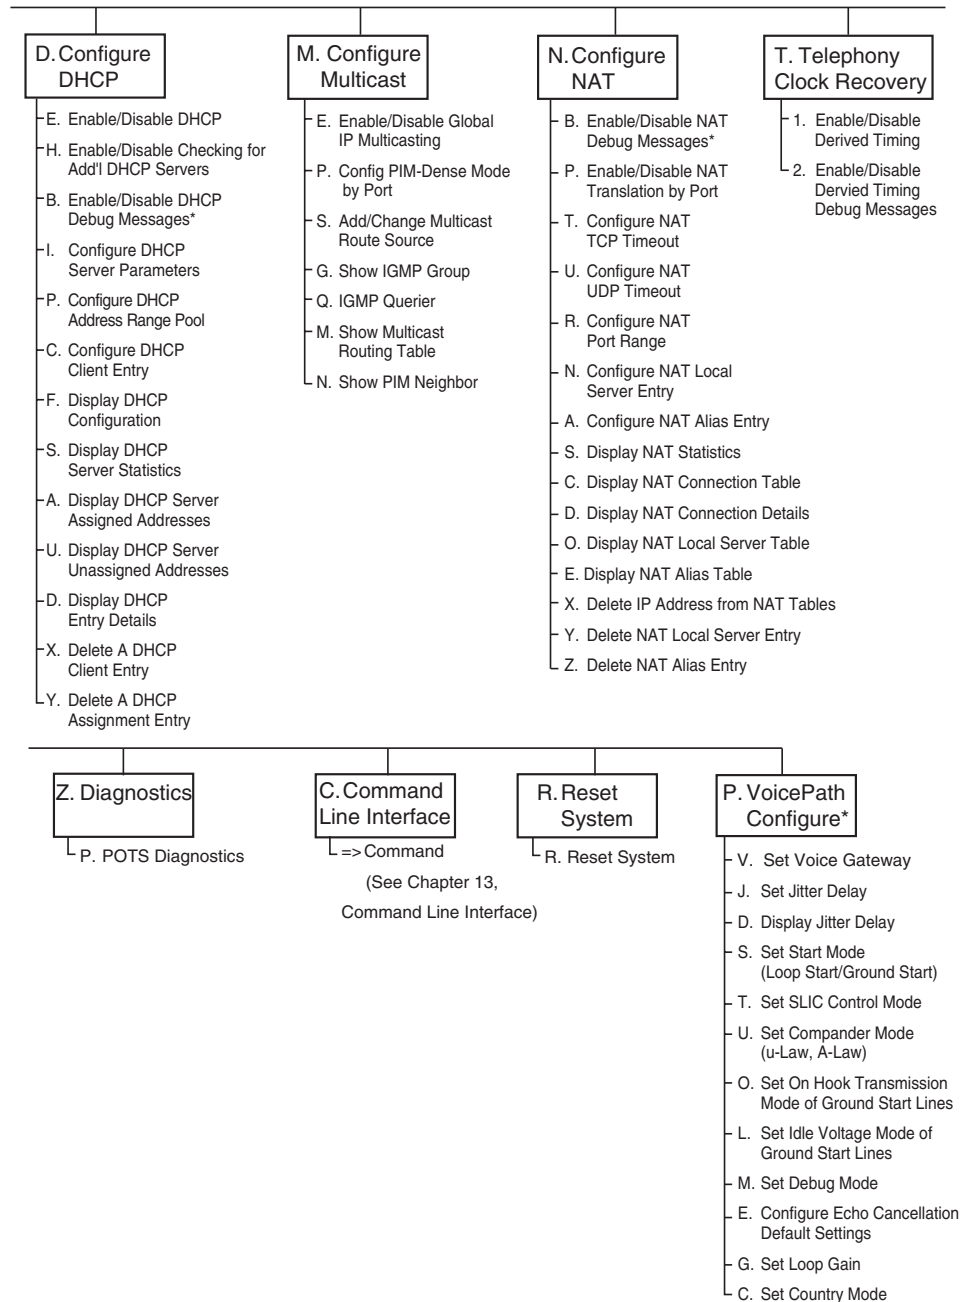 D. Configure
DHCP
E. Enable/Disable DHCP
H. Enable/Disable Checking for
Add'l DHCP Servers
B. Enable/Disable DHCP
Debug Messages*
I. Configure DHCP
Server Parameters
P. Configure DHCP
Address Range Pool
C. Configure DHCP
Client Entry
F. Display DHCP
Configuration
S. Display DHCP
Server Statistics
A. Display DHCP Server
Assigned Addresses
U. Display DHCP Server
Unassigned Addresses
D. Display DHCP
Entry Details
X. Delete A DHCP
Client Entry
Y. Delete A DHCP
Assignment Entry
M. Configure
Multicast
E. Enable/Disable Global
IP Multicasting
P. Config PIM-Dense Mode
by Port
S. Add/Change Multicast
Route Source
G. Show IGMP Group
Q. IGMP Querier
M. Show Multicast
Routing Table
N. Show PIM Neighbor
N. Configure
NAT
B. Enable/Disable NAT
Debug Messages*
P. Enable/Disable NAT
Translation by Port
T. Configure NAT
TCP Timeout
U. Configure NAT
UDP Timeout
R. Configure NAT
Port Range
N. Configure NAT Local
Server Entry
A. Configure NAT Alias Entry
S. Display NAT Statistics
C. Display NAT Connection Table
D. Display NAT Connection Details
O. Display NAT Local Server Table
E. Display NAT Alias Table
X. Delete IP Address from NAT Tables
Y. Delete NAT Local Server Entry
Z. Delete NAT Alias Entry
T. Telephony
Clock Recovery
1. Enable/Disable
Derived Timing
2. Enable/Disable
Dervied Timing
Debug Messages
Z. Diagnostics
P. POTS Diagnostics
C. Command
Line Interface
=> Command
(See Chapter 13,
Command Line Interface)
R. Reset
System
R. Reset System
P. VoicePath
Configure*
V. Set Voice Gateway
J. Set Jitter Delay
D. Display Jitter Delay
S. Set Start Mode
(Loop Start/Ground Start)
T. Set SLIC Control Mode
U. Set Compander Mode
(u-Law, A-Law)
O. Set On Hook Transmission
Mode of Ground Start Lines
L. Set Idle Voltage Mode of
Ground Start Lines
M. Set Debug Mode
E. Configure Echo Cancellation
Default Settings
G. Set Loop Gain
C. Set Country Mode